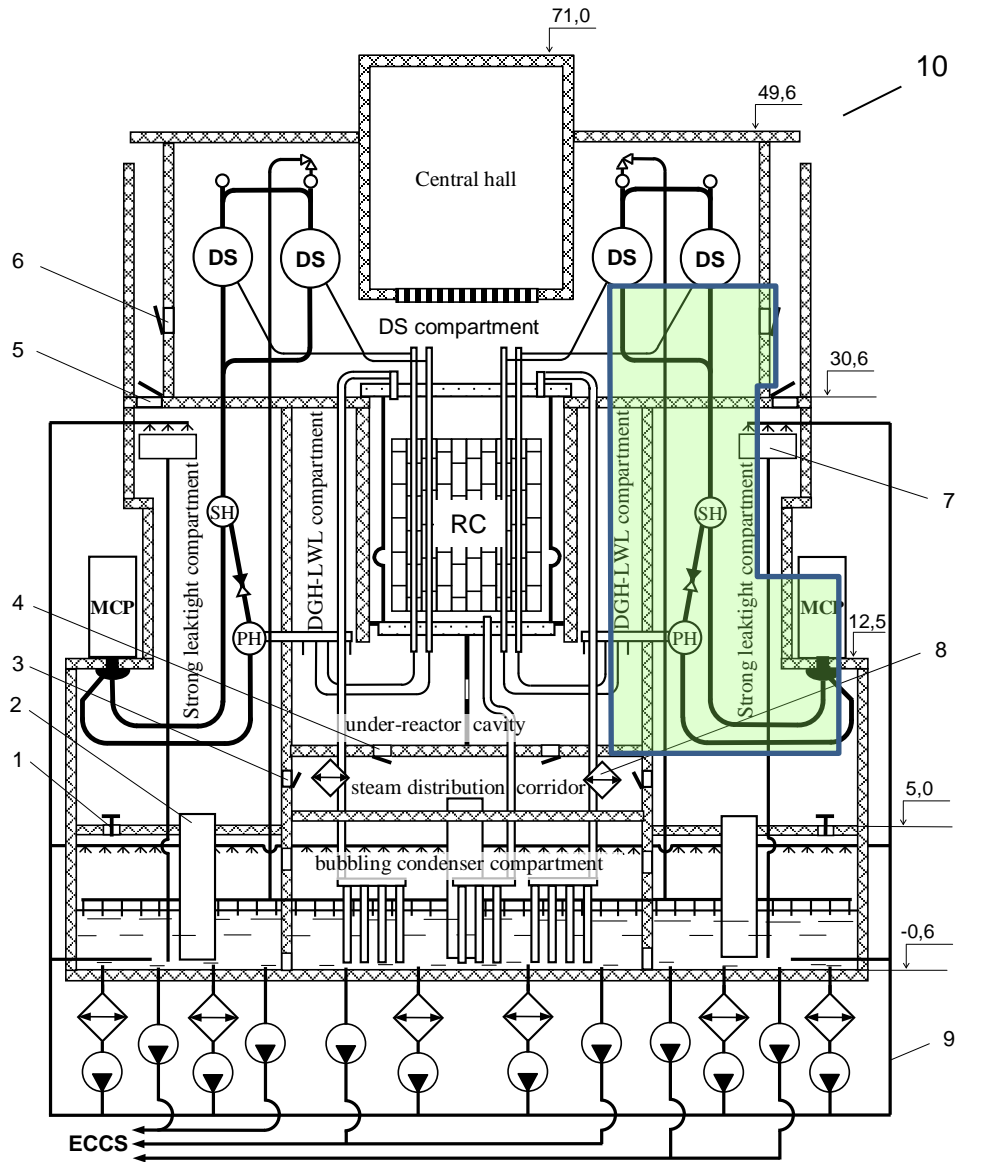 71,0
10
49,6
Central hall
DS
DS
DS
DS
6
DS compartment
5
30,6
7
SH
SH
Strong leaktight compartment
DGH-LWL compartment
RC
DGH-LWL compartment
Strong leaktight compartment
4
MCP
MCP
PH
PH
12,5
8
3
2
under-reactor cavity
1
steam distribution corridor
5,0
bubbling condenser compartment
-0,6
9
ECCS